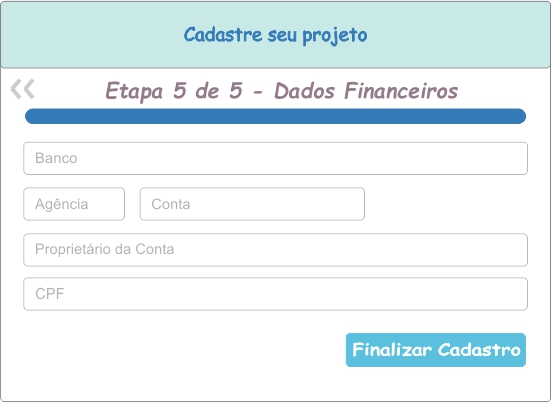 Cadastre seu projeto
Etapa 5 de 5 - Dados Financeiros
Banco
Agência Conta
Proprietário da Conta
CPF
Finalizar Cadastro